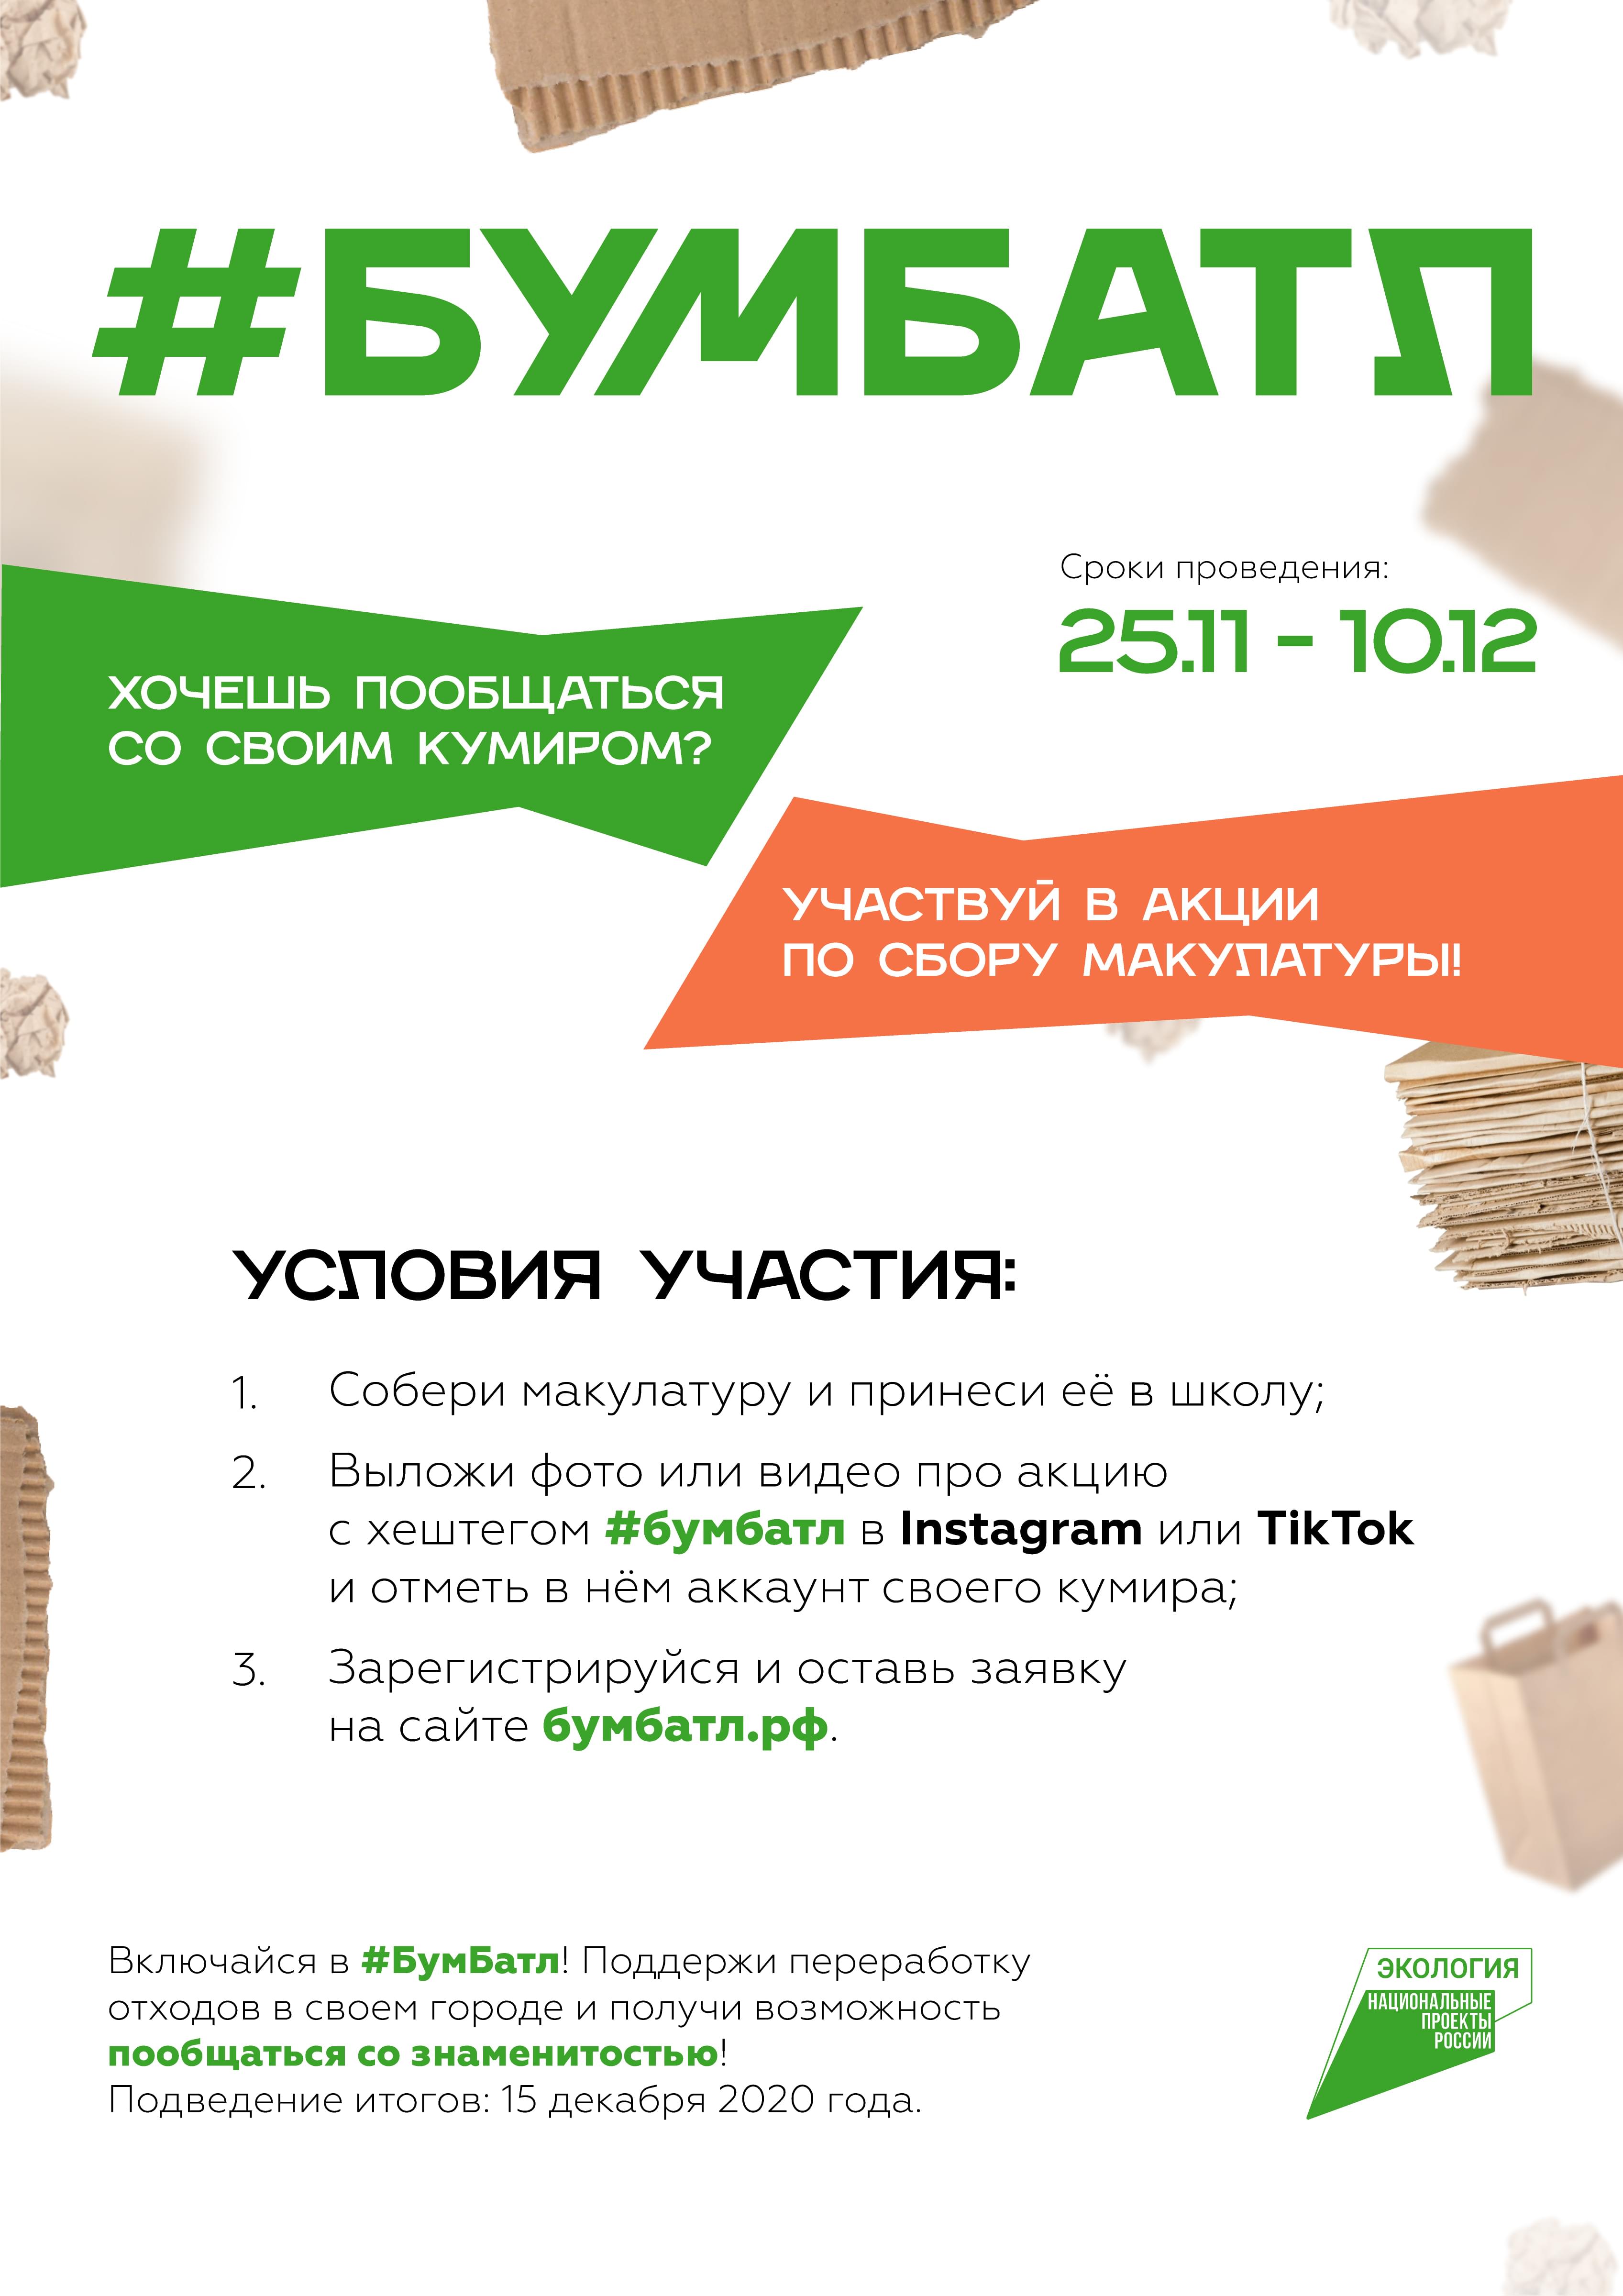 #БУМБАТЛ
Сроки проведения:
25.11 - 10.12
ХОЧЕШЬ ПООБЩАТЬСЯ
СО СВОИМ КУМИРОМ?
УЧАСТВУЙ В АКЦИИ
ПО СБОРУ МАКУЛАТУРЫ!
УСЛОВИЯ УЧАСТИЯ:
1. Собери макулатуру и принеси её в школу;
2. Выложи фото или видео про акцию
с хештегом #бумбатл в Instagram или TikTok
и отметь в нём аккаунт своего кумира;
3. Зарегистрируйся и оставь заявку
на сайте бумбатл.рф.
Включайся в #БумБатл! Поддержи переработку
отходов в своем городе и получи возможность
пообщаться со знаменитостью!
Подведение итогов: 15 декабря 2020 года.
ЭКОЛОГИЯ
НАЦИОНАЛЬНЫЕ
ПРОЕКТЫ
РОССИИ